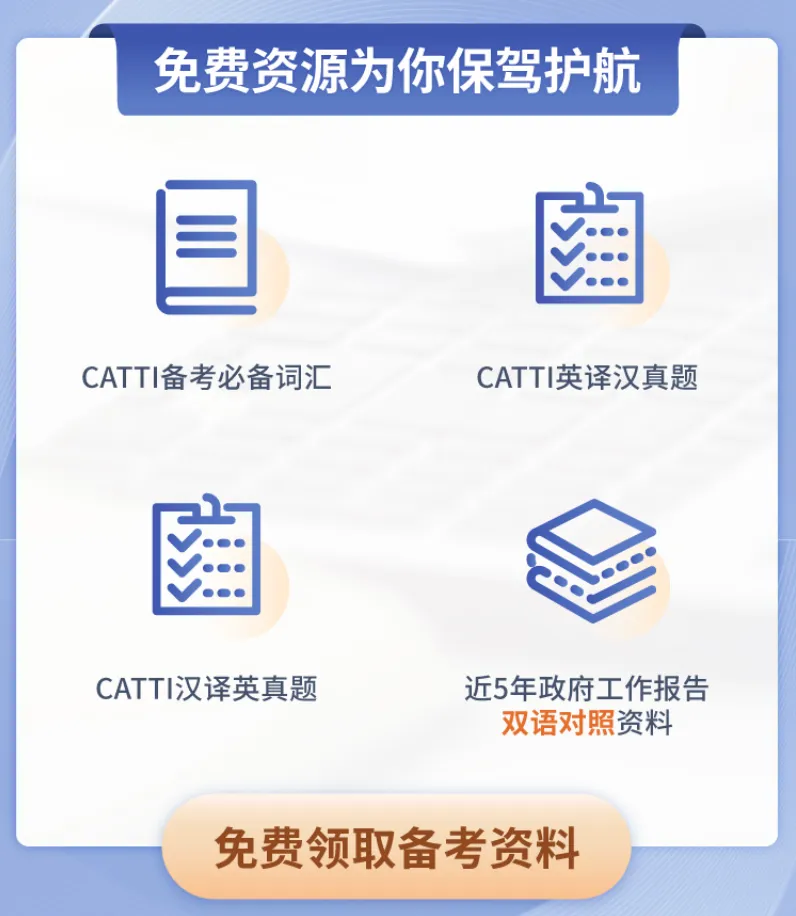 免费资源为你保驾护航
CATTI备考必备词汇
CATTI英译汉真题
CATTI汉译英真题
近5年政府工作报告
双语对照资料
免费领取备考资料